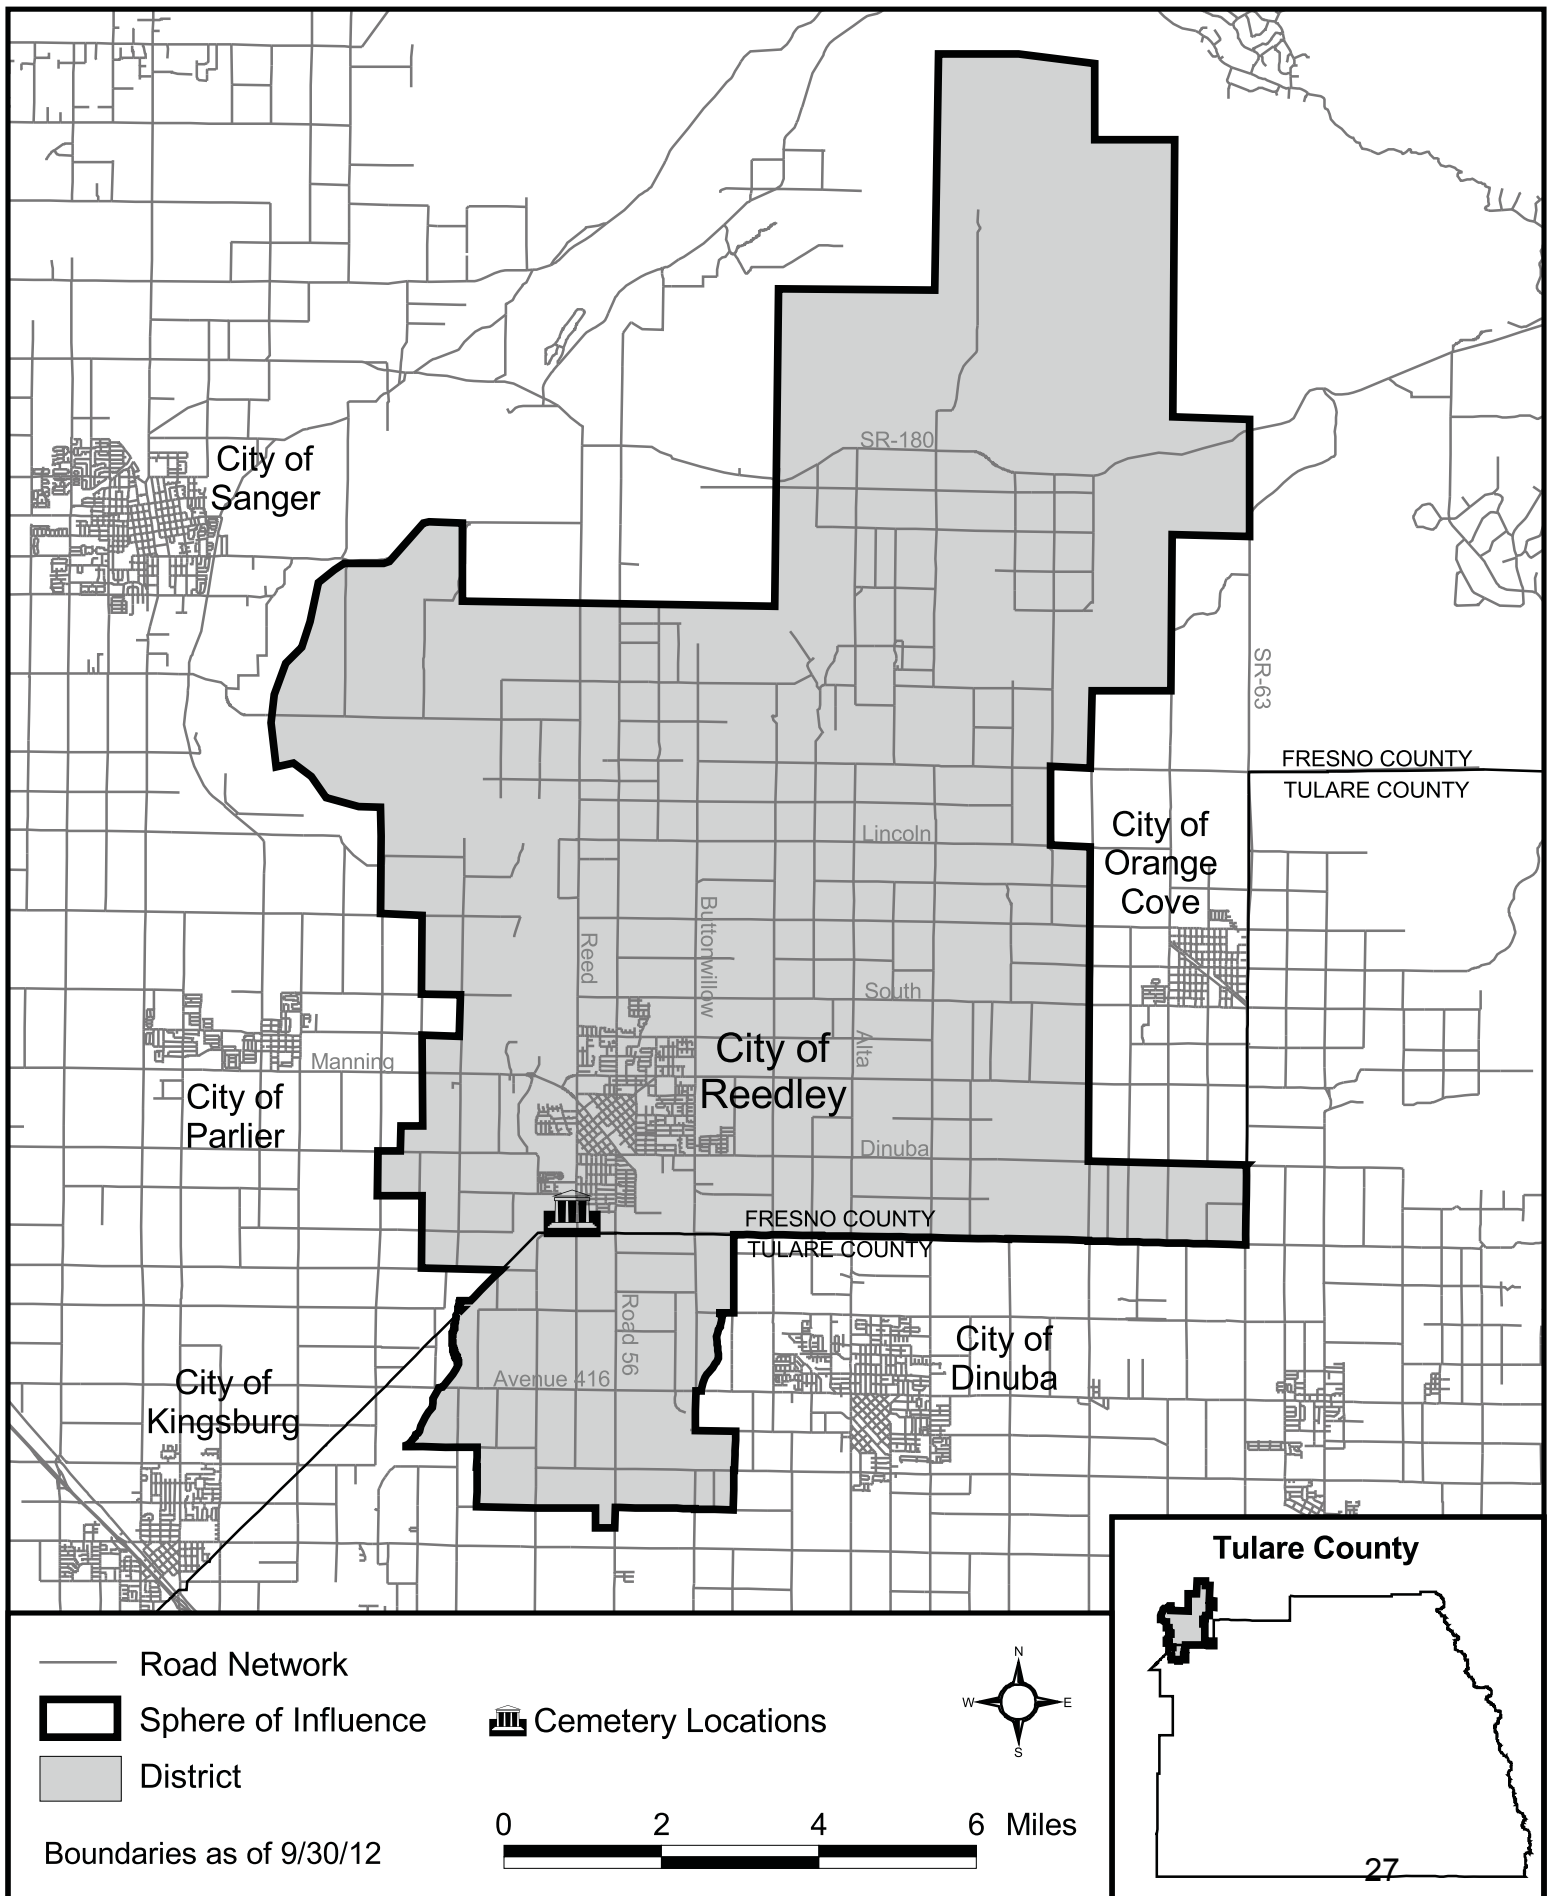 SR-180
City of
Sanger
SR-63
FRESNO COUNTY
TULARE COUNTY
City of
Orange
Cove
Lincoln
Buttonwillow
Reed
South
City of
Reedley
Alta
Manning
City of
Parlier
Dinuba
FRESNO COUNTY
TULARE COUNTY
Road 56
City of
Dinuba
Avenue 416
City of
Kingsburg
Tulare County
27
Road Network
Sphere of Influence
District
Cemetery Locations
N
W
E
S
0 2 4 6 Miles
Boundaries as of 9/30/12